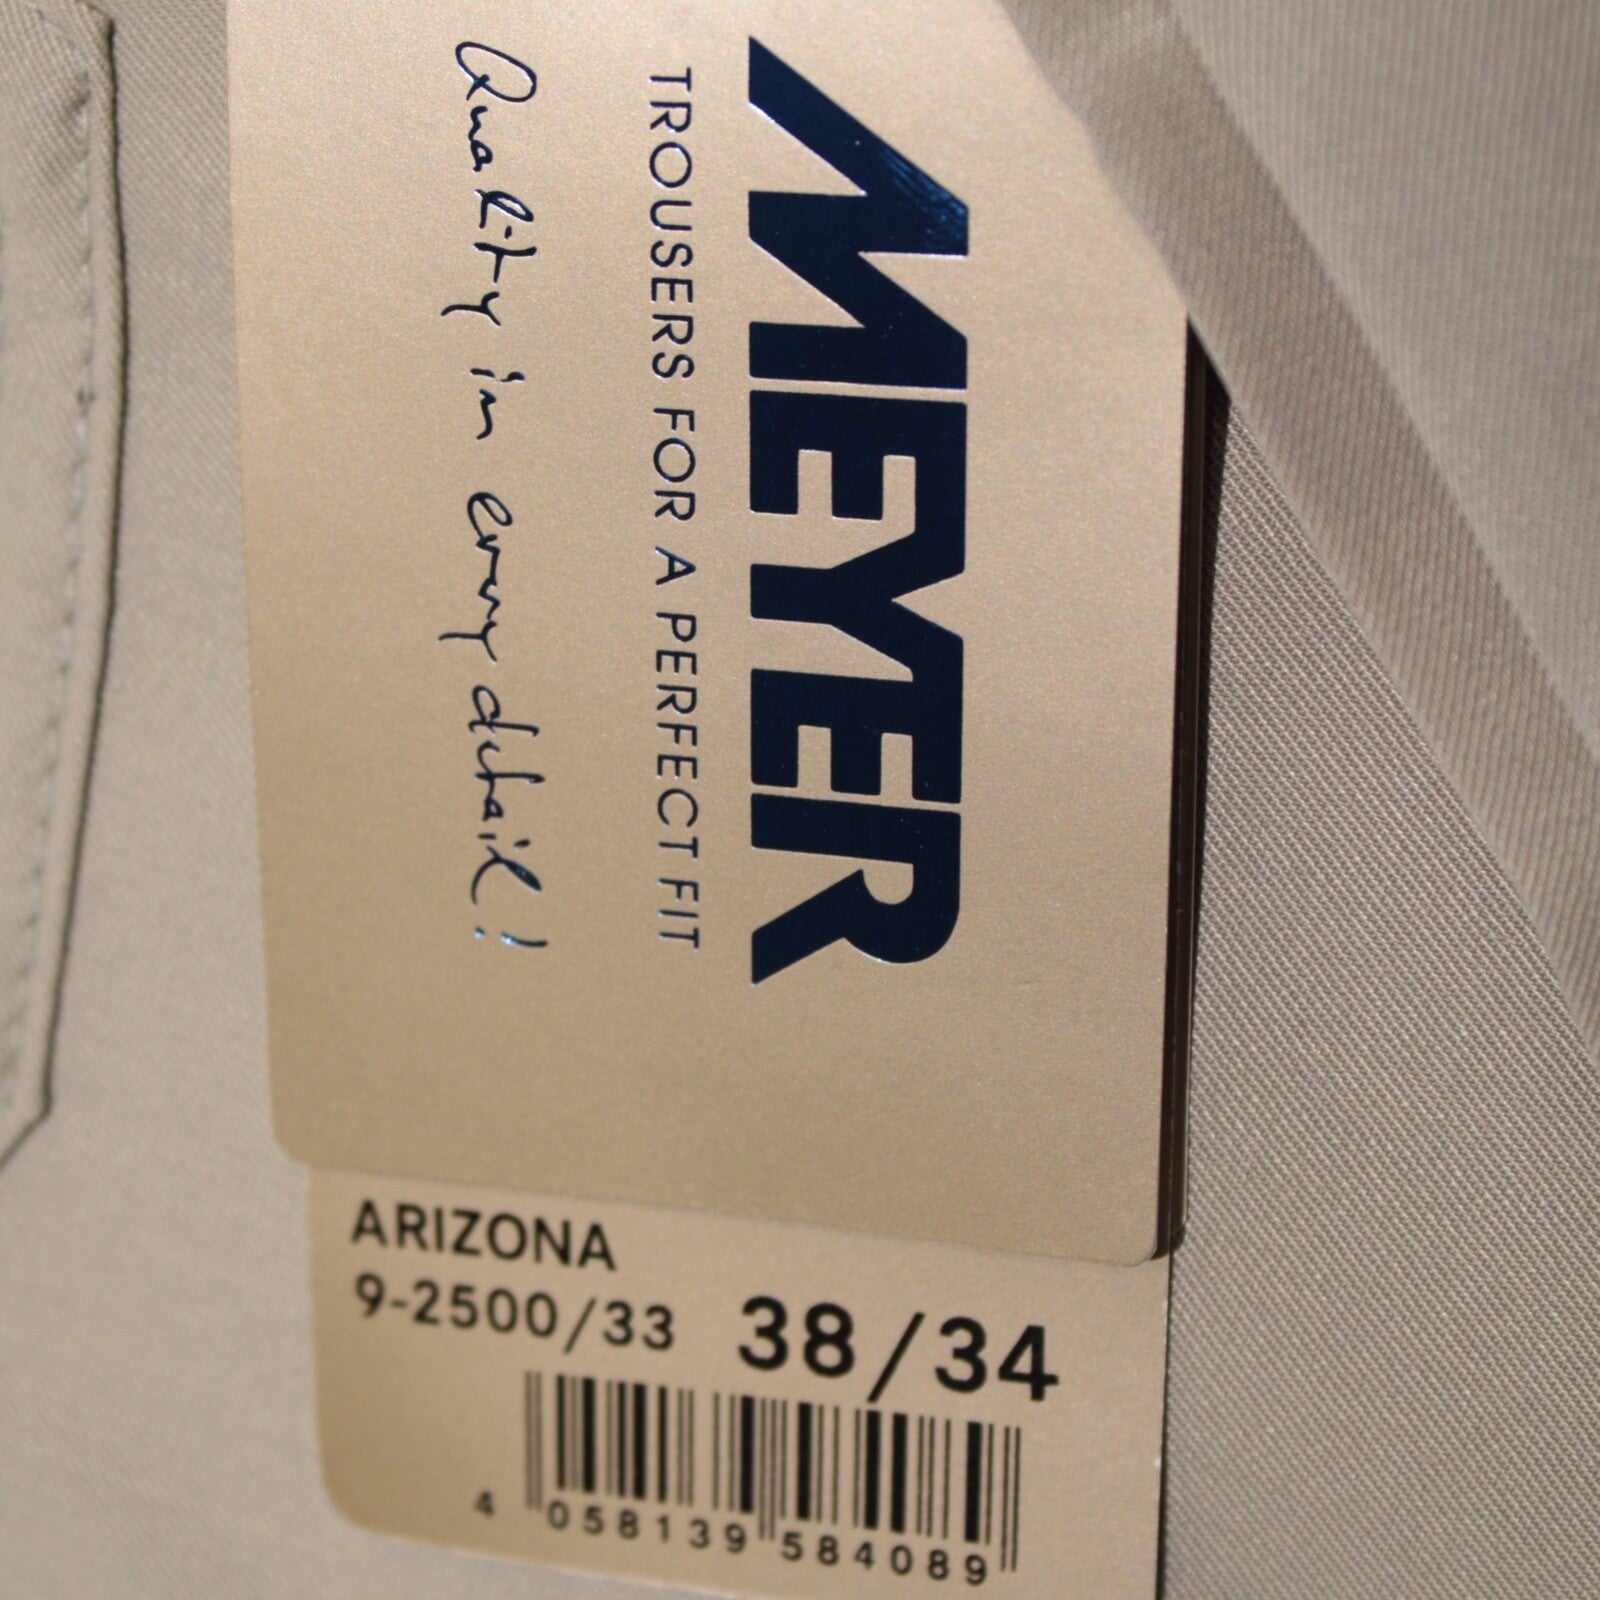 MEYER
TROUSERS FOR A PERFECT FIT
Quality in every detail!
ARIZONA
9-2500/33 38/34
4 058139 584089